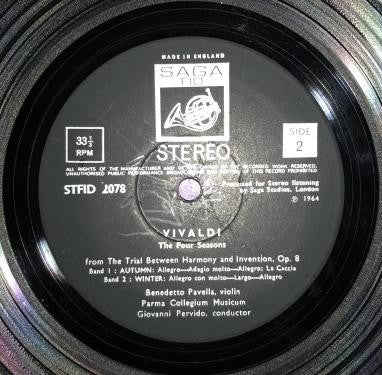 MADE IN ENGLAND
SAGA
FID
33⅓
RPM
STEREO
SIDE
2
ALL RIGHTS OF THE MANUFACTURER AND OF THE OWNER OF THE RECORDED WORK RESERVED.
UNAUTHORISED PUBLIC PERFORMANCE BROADCASTING AND COPYING OF THIS RECORD PROHIBITED
STFID 2078
Processed for Stereo listening
by Saga Studios, London
℗ 1964
VIVALDI
The Four Seasons
from The Trial Between Harmony and Invention, Op. 8
Band 1 : AUTUMN: Allegro—Adagio molto—Allegro; La Caccia
Band 2 : WINTER: Allegro con molto—Largo—Allegro
Benedetto Pavella, violin
Parma Collegium Musicum
Giovanni Pervido, conductor